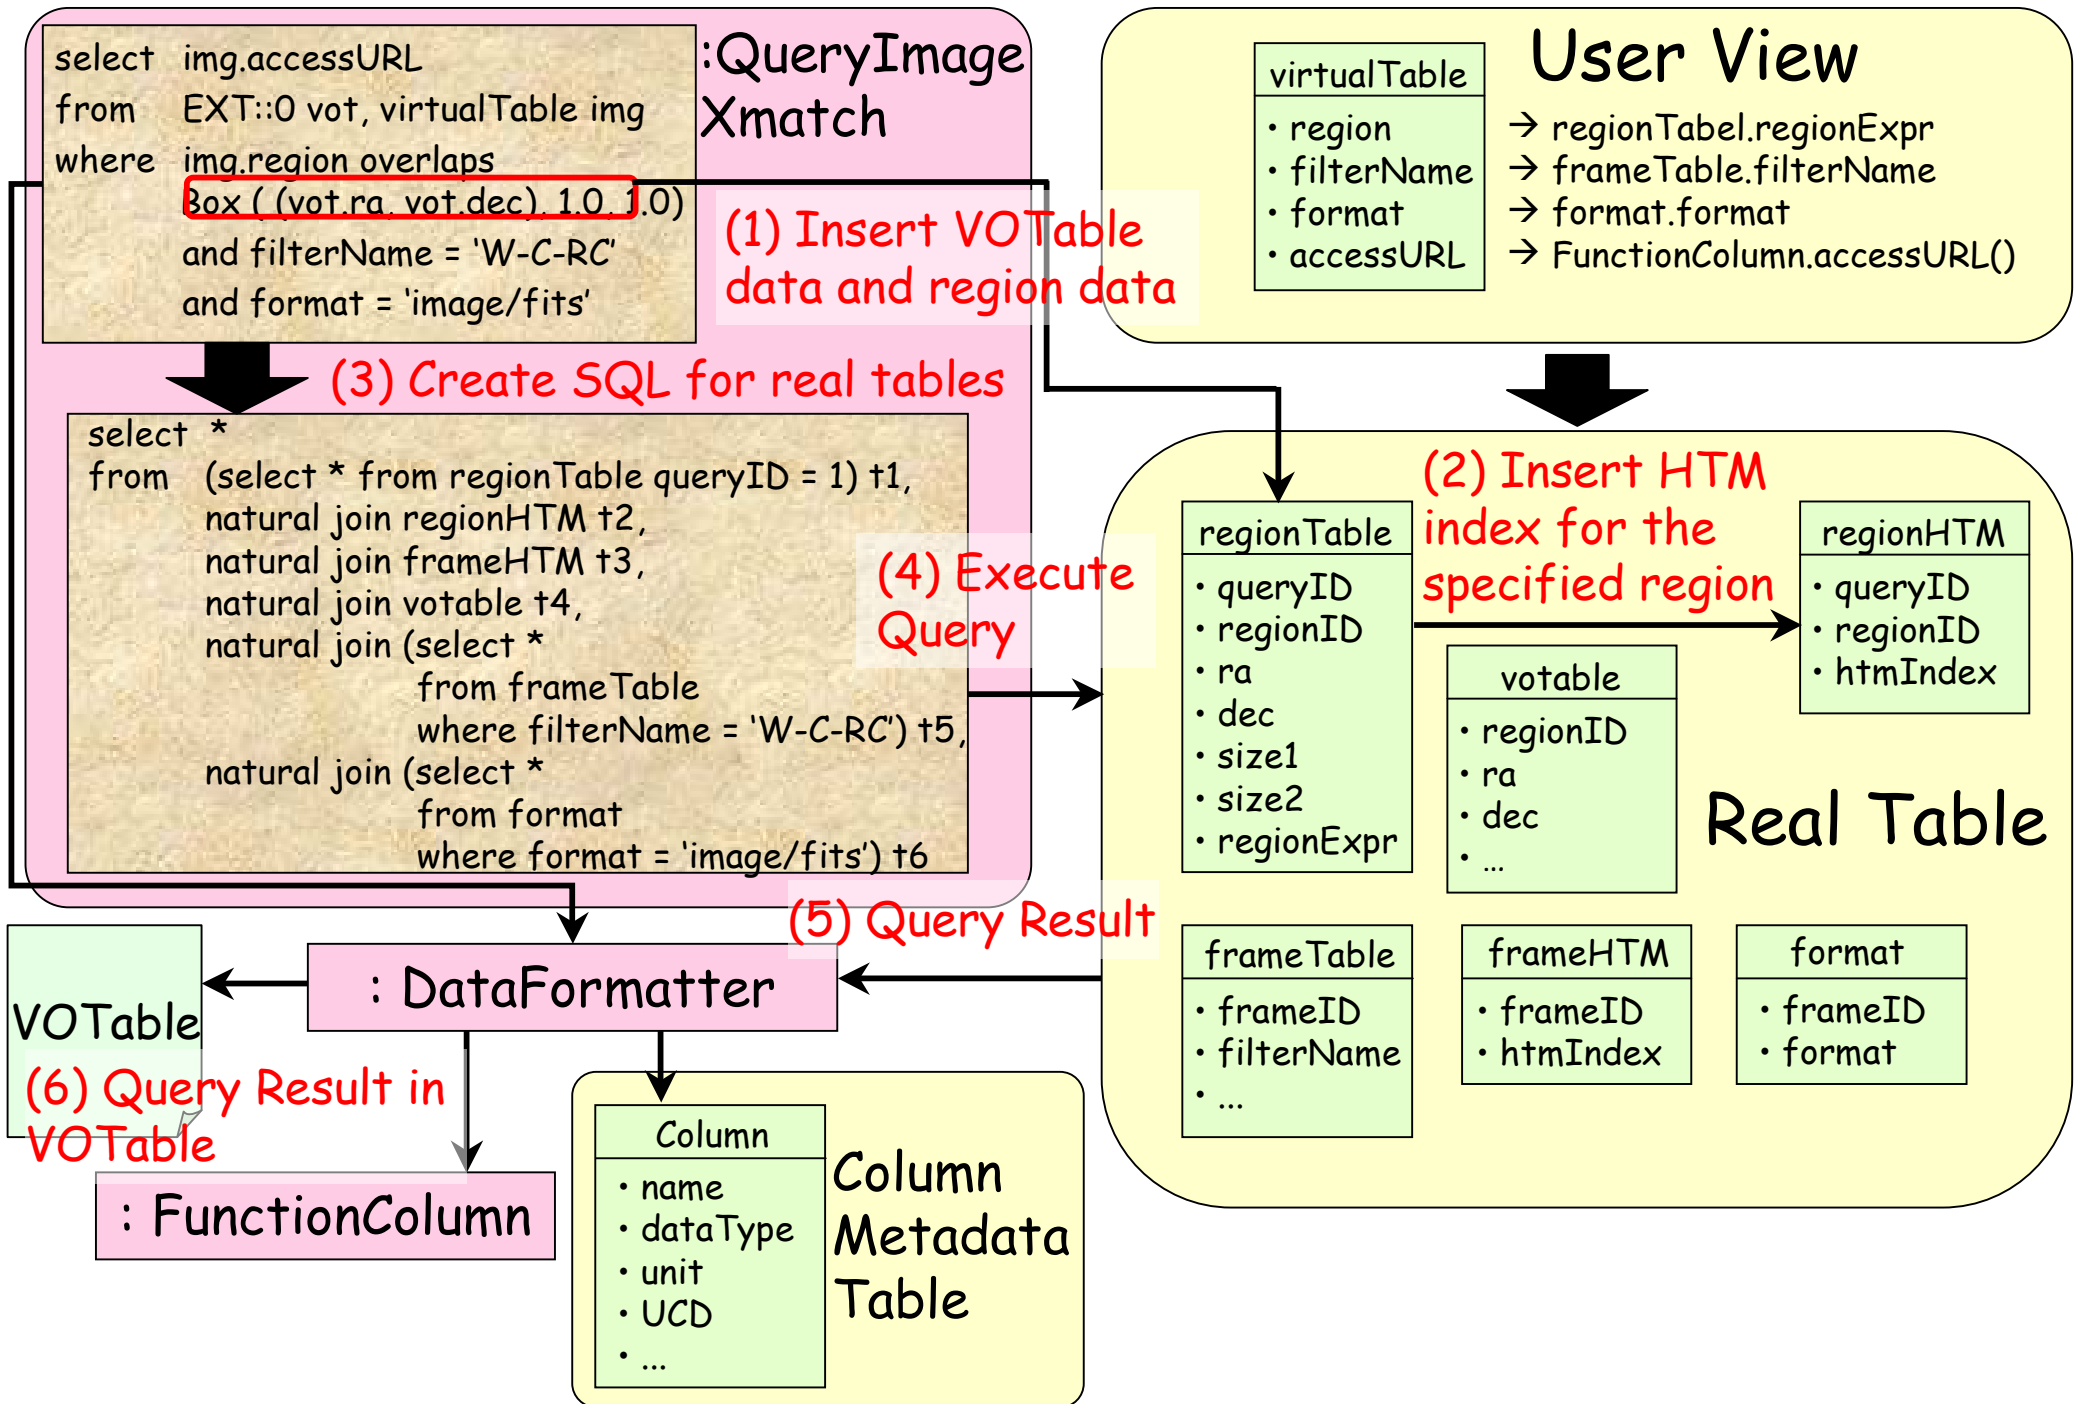 select img.accessURL
from EXT::0 vot, virtualTable img
where img.region overlaps
Box ( (vot.ra, vot.dec), 1.0, 1.0)
and filterName = ‘W-C-RC’
and format = ‘image/fits’
:QueryImage
Xmatch
(1) Insert VOTable
data and region data
(3) Create SQL for real tables
select *
from (select * from regionTable queryID = 1) t1,
natural join regionHTM t2,
natural join frameHTM t3,
natural join votable t4,
natural join (select *
from frameTable
where filterName = ‘W-C-RC’) t5,
natural join (select *
from format
where format = ‘image/fits’) t6
(4) Execute
Query
User View
virtualTable
• region → regionTabel.regionExpr
• filterName → frameTable.filterName
• format → format.format
• accessURL → FunctionColumn.accessURL()
(2) Insert HTM
index for the
specified region
regionTable
• queryID
• regionID
• ra
• dec
• size1
• size2
• regionExpr
regionHTM
• queryID
• regionID
• htmIndex
votable
• regionID
• ra
• dec
• ...
Real Table
frameTable
• frameID
• filterName
• ...
frameHTM
• frameID
• htmIndex
format
• frameID
• format
(5) Query Result
: DataFormatter
VOTable
(6) Query Result in
VOTable
: FunctionColumn
Column
• name
• dataType
• unit
• UCD
• ...
Column
Metadata
Table